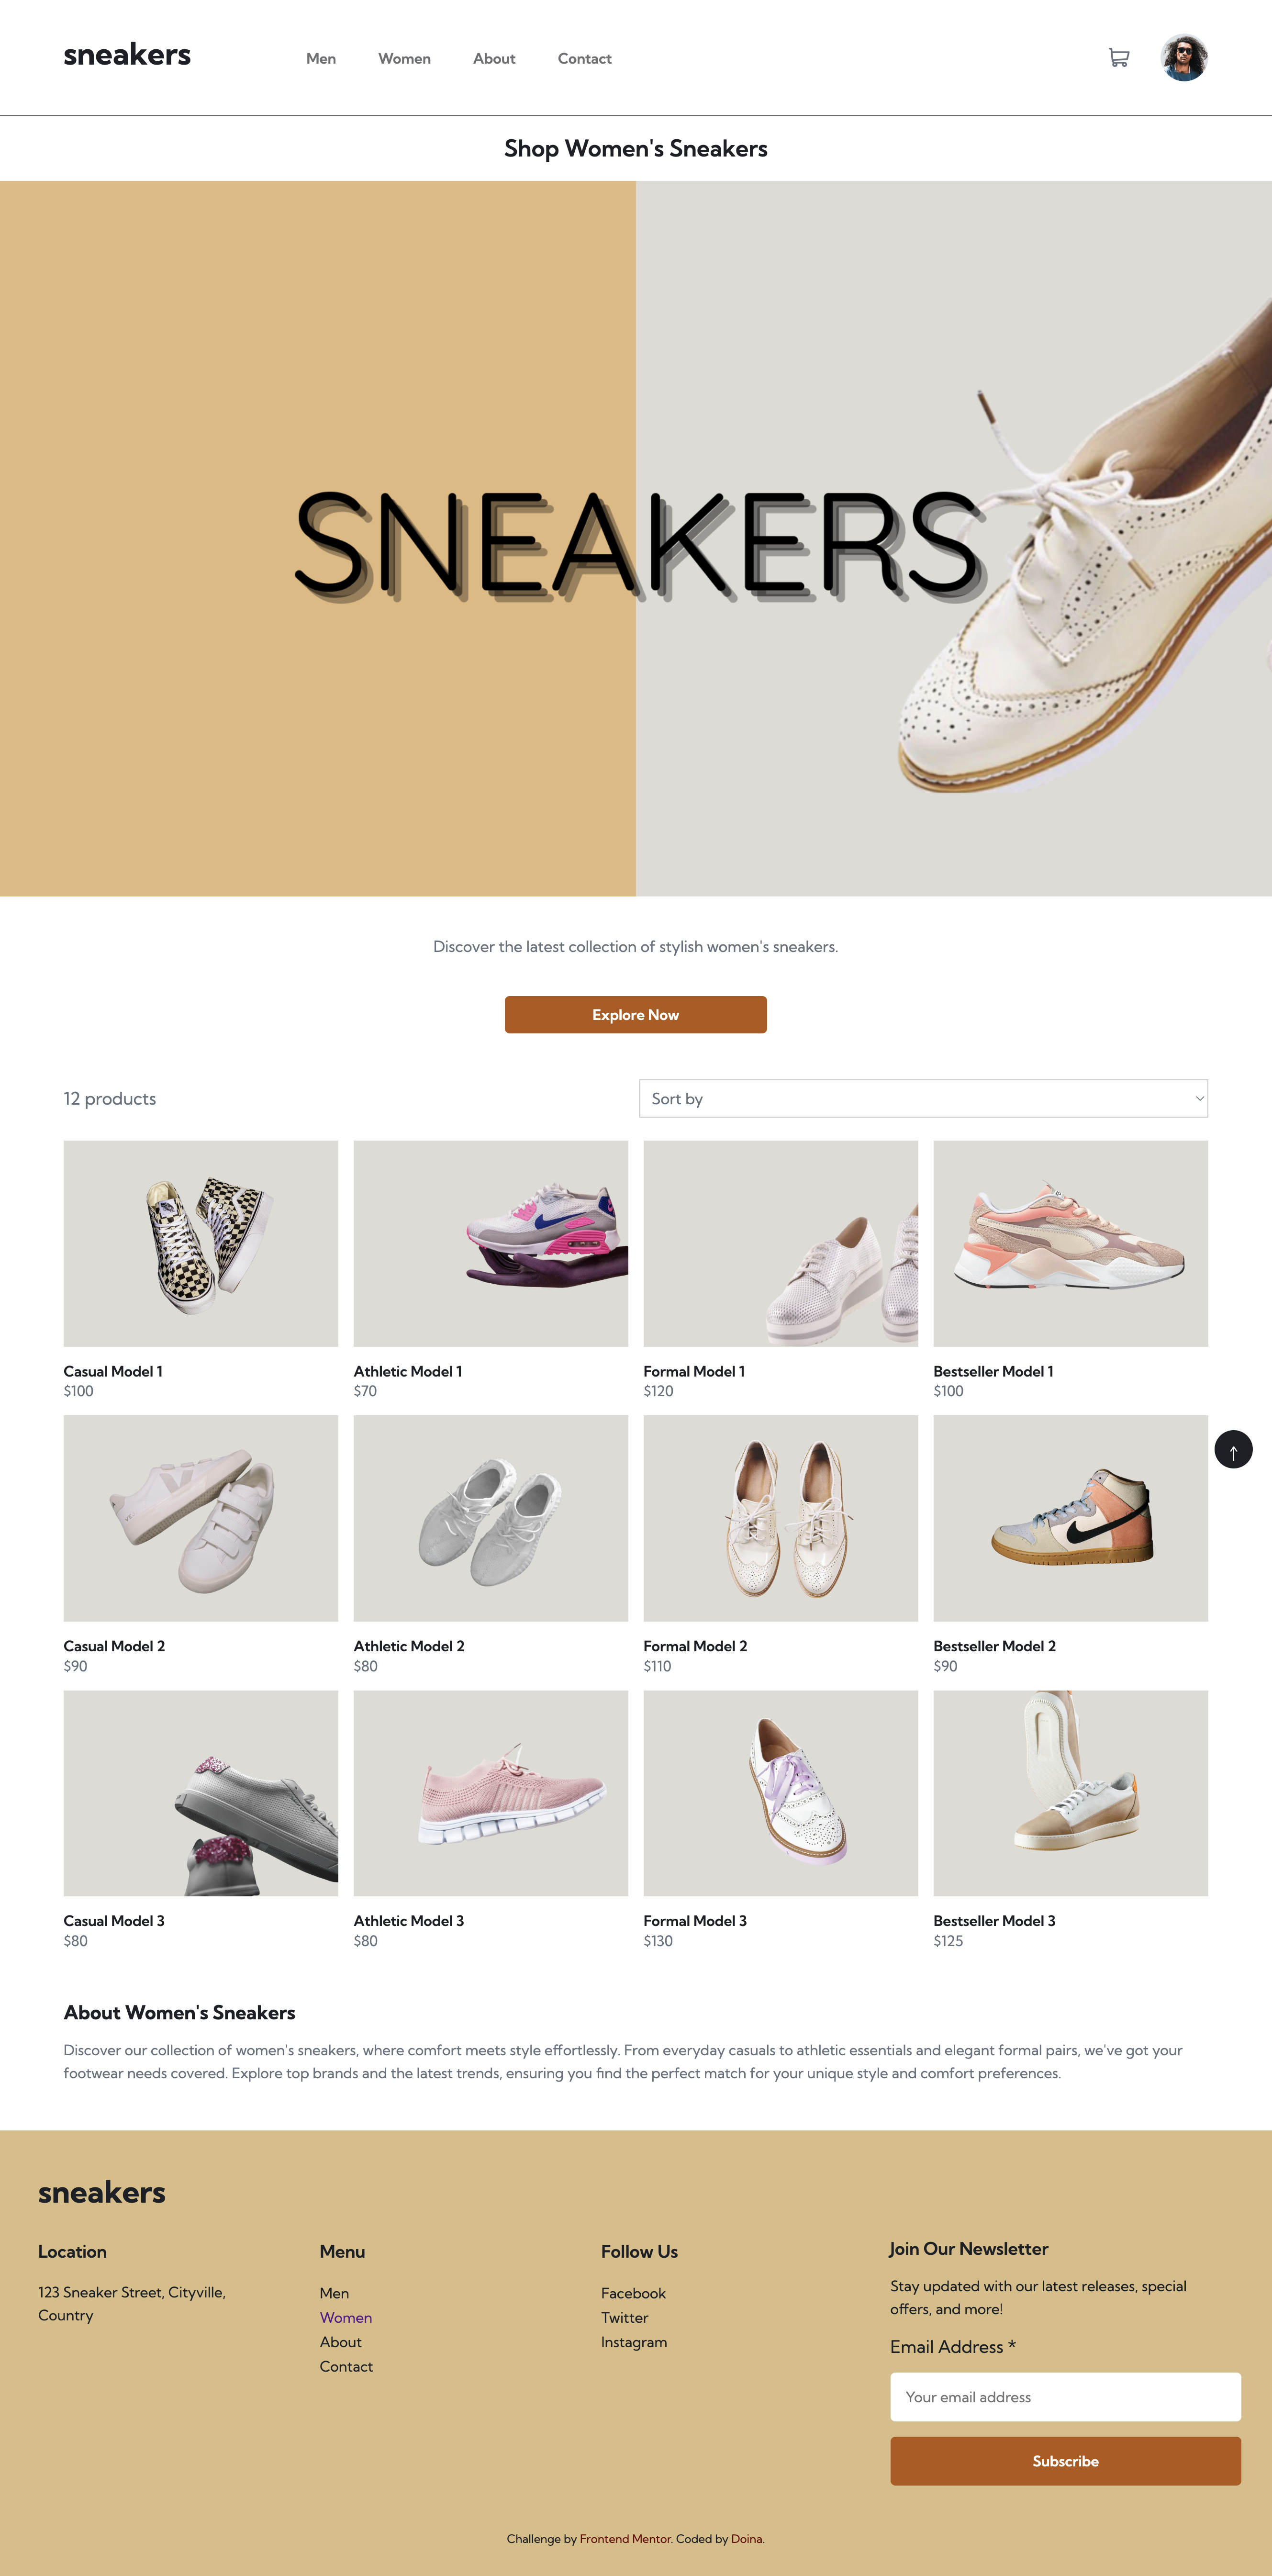 sneakers
Men
Women
About
Contact
Shop Women's Sneakers
SNEAKERS
Discover the latest collection of stylish women's sneakers.
Explore Now
12 products
Sort by
Casual Model 1
$100
Athletic Model 1
$70
Formal Model 1
$120
Bestseller Model 1
$100
Casual Model 2
$90
Athletic Model 2
$80
Formal Model 2
$110
Bestseller Model 2
$90
Casual Model 3
$80
Athletic Model 3
$80
Formal Model 3
$130
Bestseller Model 3
$125
About Women's Sneakers
Discover our collection of women's sneakers, where comfort meets style effortlessly. From everyday casuals to athletic essentials and elegant formal pairs, we've got your
footwear needs covered. Explore top brands and the latest trends, ensuring you find the perfect match for your unique style and comfort preferences.
sneakers
Location
123 Sneaker Street, Cityville,
Country
Menu
Men
Women
About
Contact
Follow Us
Facebook
Twitter
Instagram
Join Our Newsletter
Stay updated with our latest releases, special
offers, and more!
Email Address *
Your email address
Subscribe
Challenge by Frontend Mentor. Coded by Doina.